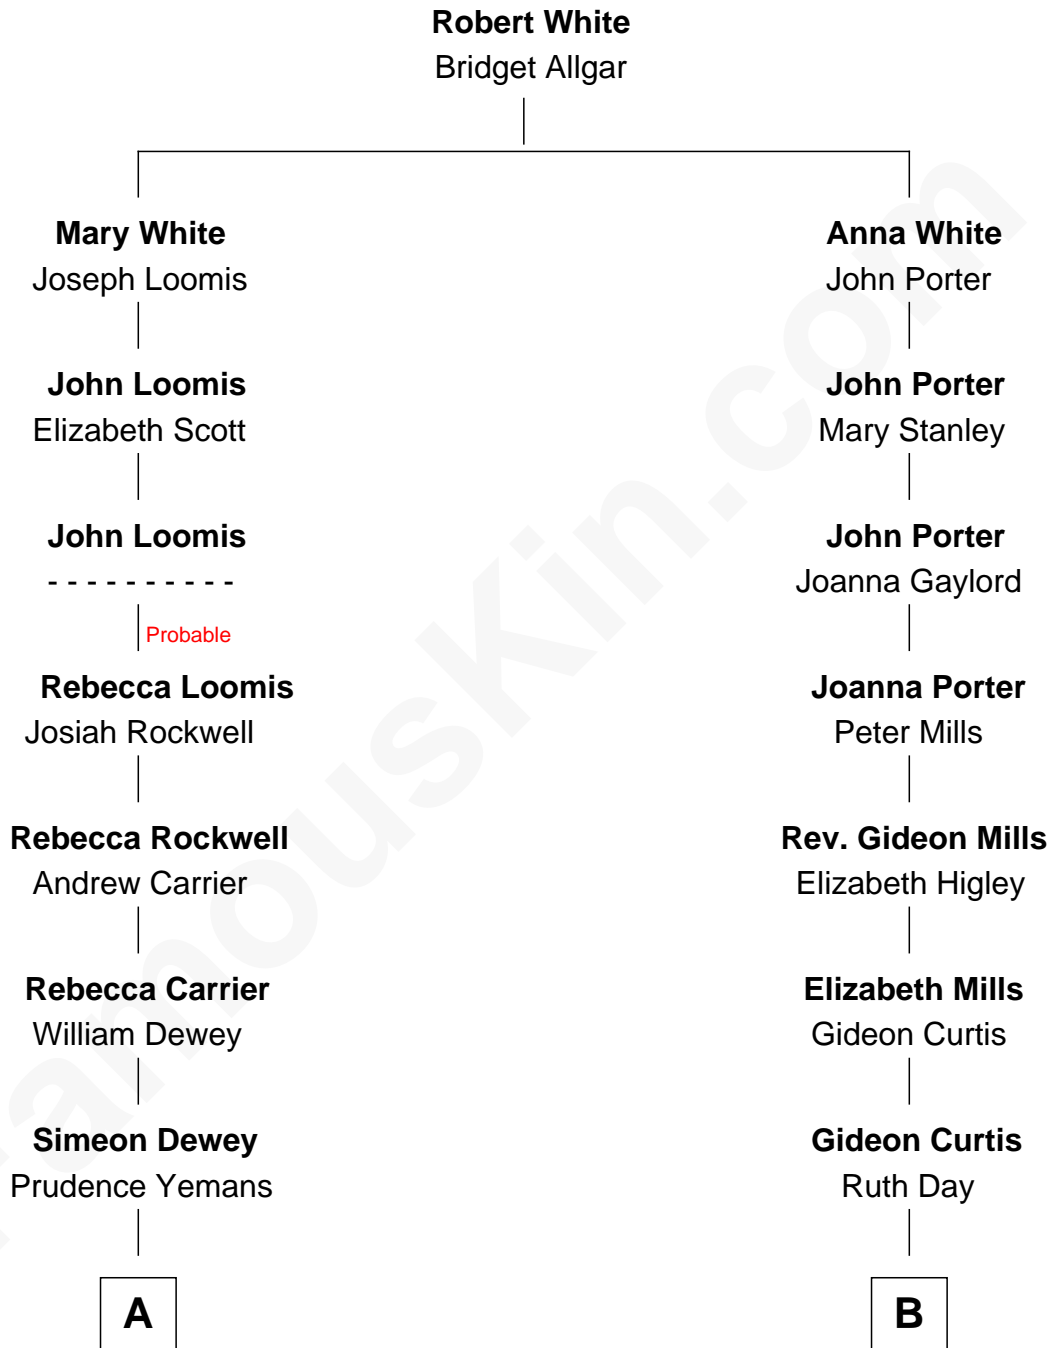 Robert White
Bridget Allgar
Mary White
Joseph Loomis
John Loomis
Elizabeth Scott
John Loomis
- - - - - - - - - -
Probable
Rebecca Loomis
Josiah Rockwell
Rebecca Rockwell
Andrew Carrier
Rebecca Carrier
William Dewey
Simeon Dewey
Prudence Yemans
A
Anna White
John Porter
John Porter
Mary Stanley
John Porter
Joanna Gaylord
Joanna Porter
Peter Mills
Rev. Gideon Mills
Elizabeth Higley
Elizabeth Mills
Gideon Curtis
Gideon Curtis
Ruth Day
B
FamousKin.com